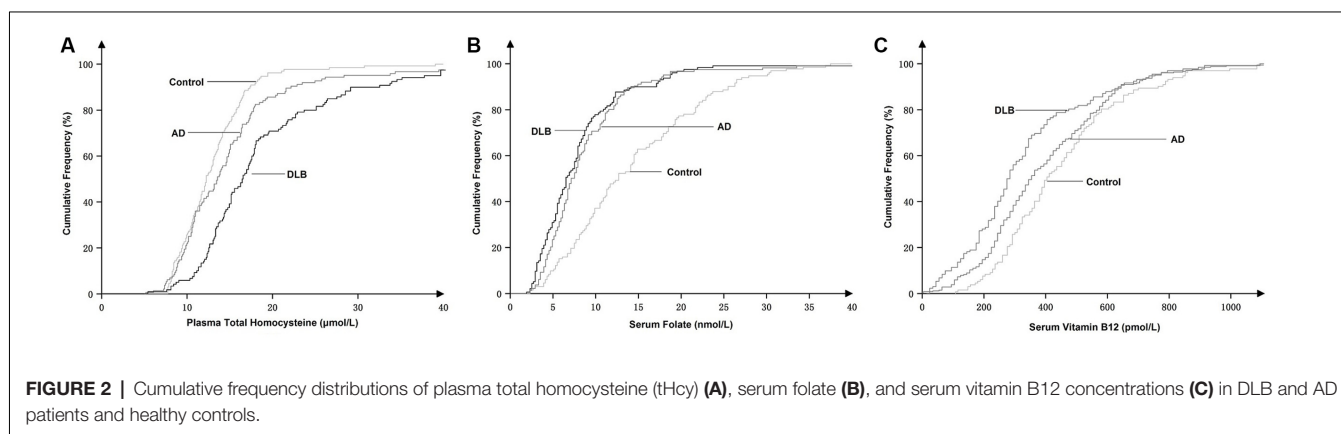 A
100
80
60
40
20
0
Cumulative Frequency (%)
Control
AD
DLB
0
10
20
30
40
Plasma Total Homocysteine (μmol/L)
B
100
80
60
40
20
0
Cumulative Frequency (%)
DLB
AD
Control
0
5
10
15
20
25
30
35
40
Serum Folate (nmol/L)
C
100
80
60
40
20
0
Cumulative Frequency (%)
DLB
AD
Control
0
200
400
600
800
1000
Serum Vitamin B12 (pmol/L)
FIGURE 2 | Cumulative frequency distributions of plasma total homocysteine (tHcy) (A), serum folate (B), and serum vitamin B12 concentrations (C) in DLB and AD
patients and healthy controls.